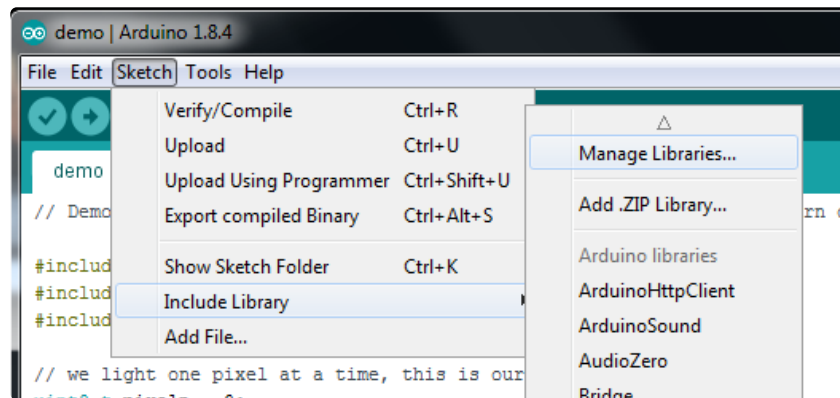 demo | Arduino 1.8.4
File Edit Sketch Tools Help
Verify/Compile Ctrl+R
Upload Ctrl+U
Upload Using Programmer Ctrl+Shift+U
Export compiled Binary Ctrl+Alt+S
Show Sketch Folder Ctrl+K
Include Library
Add File...
Manage Libraries...
Add .ZIP Library...
Arduino libraries
ArduinoHttpClient
ArduinoSound
AudioZero
Bridge
demo
// Demo
#includ
#includ
#includ
// we light one pixel at a time, this is our